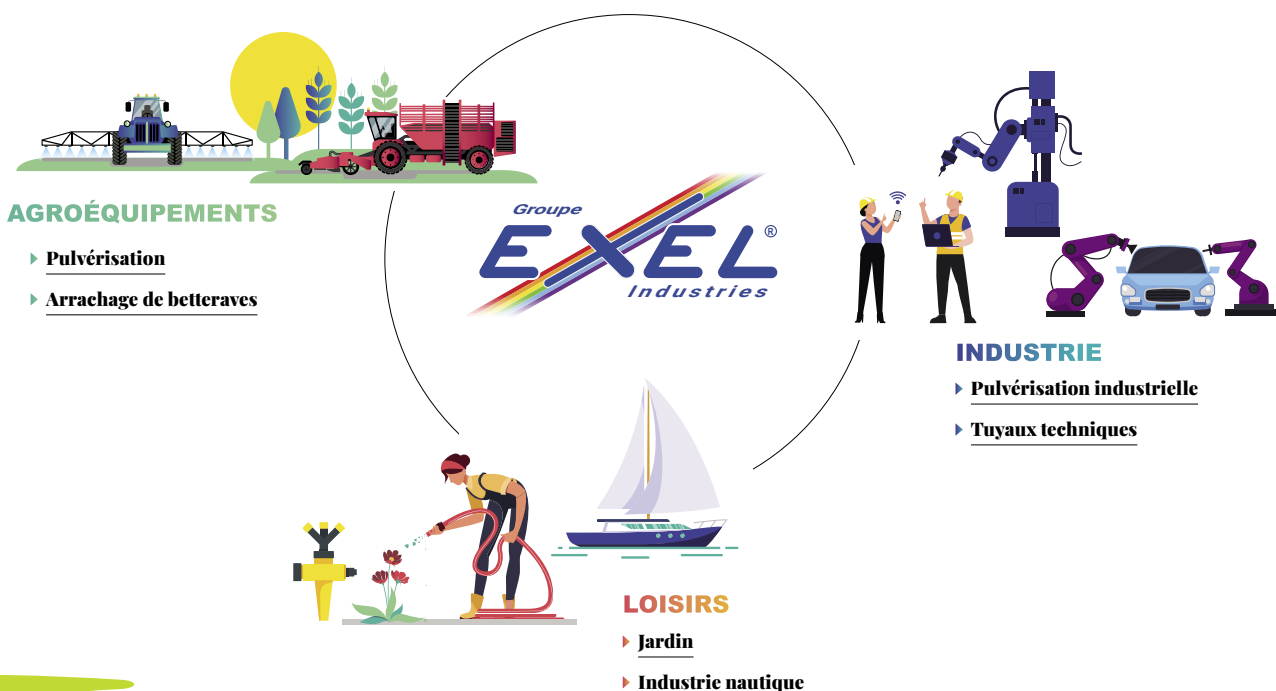 AGROÉQUIPEMENTS
Pulvérisation
Arrachage de betteraves
Groupe
EXEL®
Industries
INDUSTRIE
Pulvérisation industrielle
Tuyaux techniques
LOISIRS
Jardin
Industrie nautique